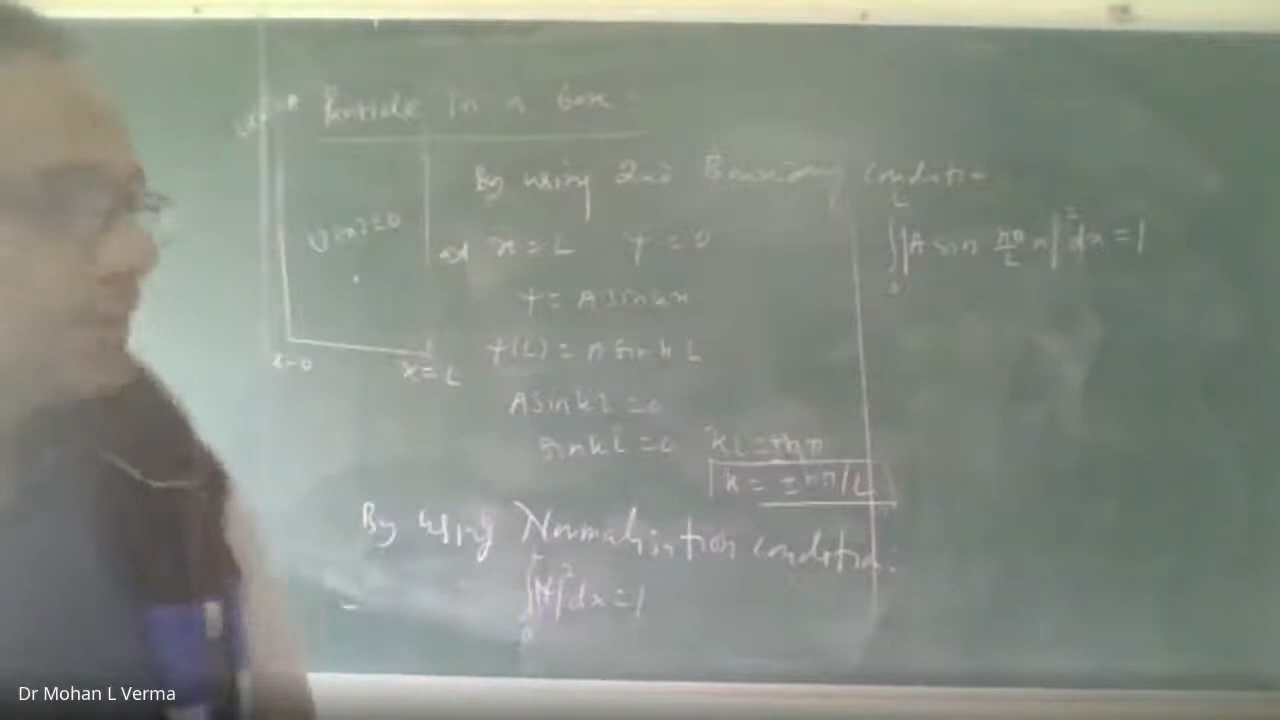 Particle in a box:
U(x)=0
x=0
x=L
By using 2nd Boundary condition
at x = L ψ = 0
ψ = A sin kx
ψ(L) = A sin k L
A sin kL = 0
sin kL = 0 kL = ±nπ
k = ±nπ/L
By using Normalization condition:
∫₀ᴸ |ψ|² dx = 1
∫₀ᴸ |A sin nπ/L x|² dx = 1
Dr Mohan L Verma